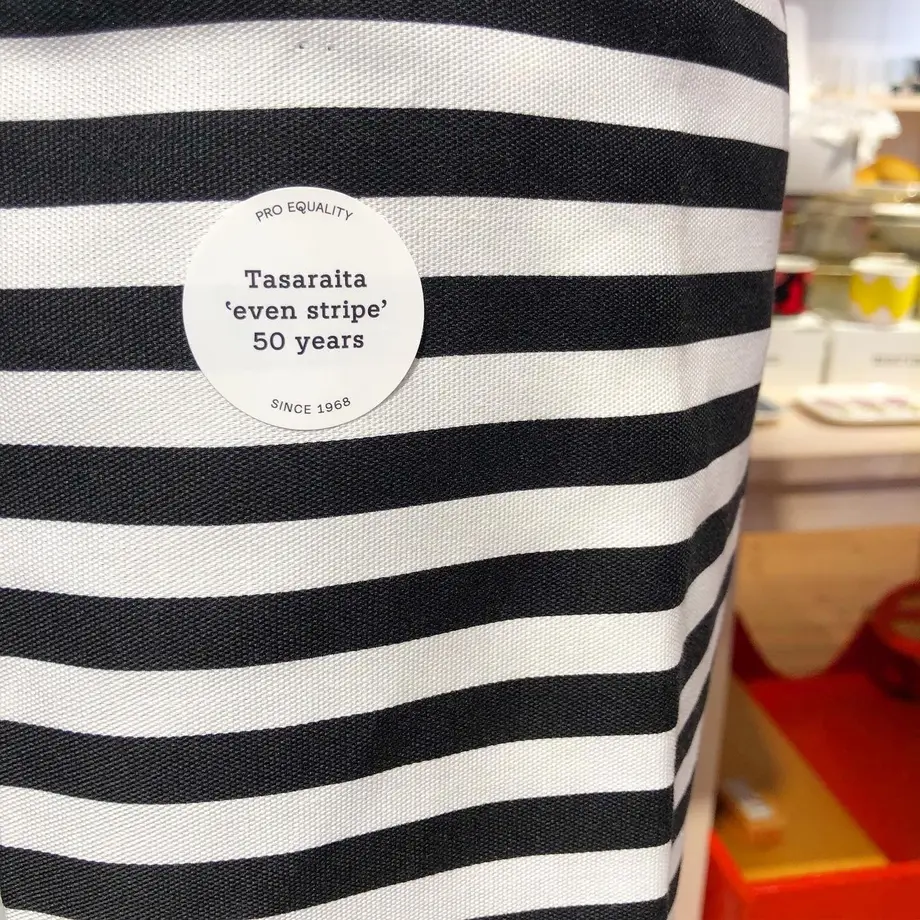 PRO EQUALITY
Tasaraita
‘even stripe’
50 years
SINCE 1968